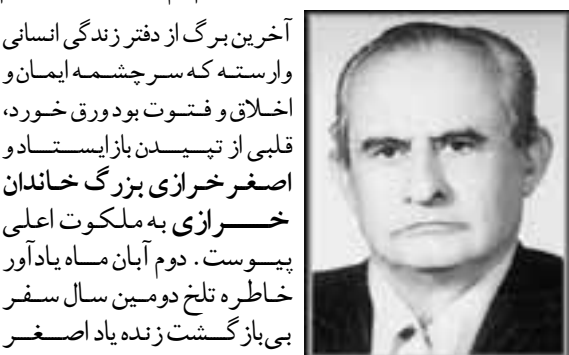 آخرین برگ از دفتر زندگی انسانی
وارسته که سرچشمه ایمان و
اخلاق و فتوت بود ورق خورد،
قلبی از تپیدن بازایستاد و
اصغر خرازی بزرگ خاندان
خرازی به ملکوت اعلی
پیوست. دوم آبان ماه یادآور
خاطره تلخ دومین سال سفر
بی‌بازگشت زنده یاد اصغر